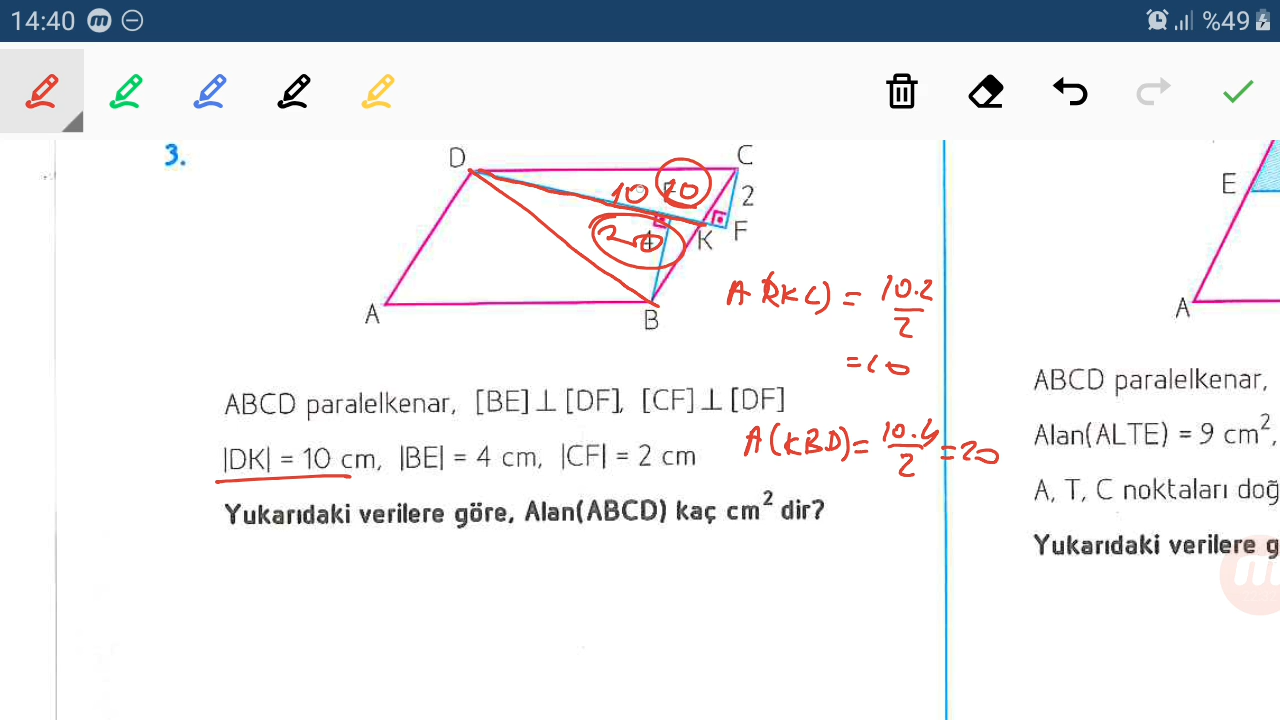 14:40 %49
3.
D C
10 10 2
E
20 4 K F
A B
A(DKC) = 10.2
2
=10
ABCD paralelkenar, [BE]⊥[DF], [CF]⊥[DF]
|DK| = 10 cm, |BE| = 4 cm, |CF| = 2 cm
A(KBD)= 10.4 =20
2
Yukarıdaki verilere göre, Alan(ABCD) kaç cm² dir?
E
A
ABCD paralelkenar,
Alan(ALTE) = 9 cm²,
A, T, C noktaları doğ
Yukarıdaki verilere g